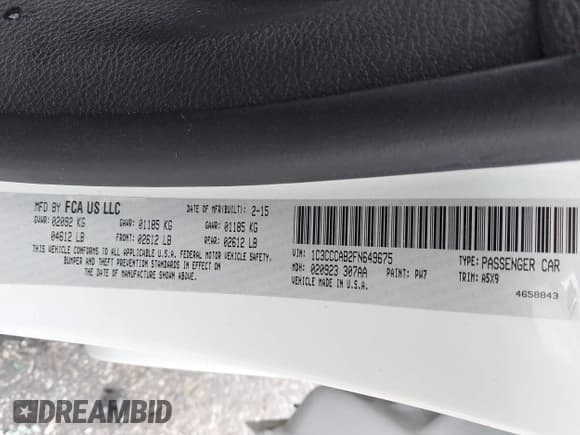 MFD BY FCA US LLC DATE OF MFR(BUILT): 2-15
GVWR: 02092 KG GAWR: 01185 KG GAWR: 01185 KG
04612 LB FRONT: 02612 LB REAR: 02612 LB
THIS VEHICLE CONFORMS TO ALL APPLICABLE U.S.A. FEDERAL MOTOR VEHICLE SAFETY,
BUMPER AND THEFT PREVENTION STANDARDS IN EFFECT ON
THE DATE OF MANUFACTURE SHOWN ABOVE.
VIN: 1C3CCCAB2FN649675 TYPE: PASSENGER CAR
MDH: 020923 307AA PAINT: PW7 TRIM: A5X9
VEHICLE MADE IN U.S.A.
4658843
DREAMBID